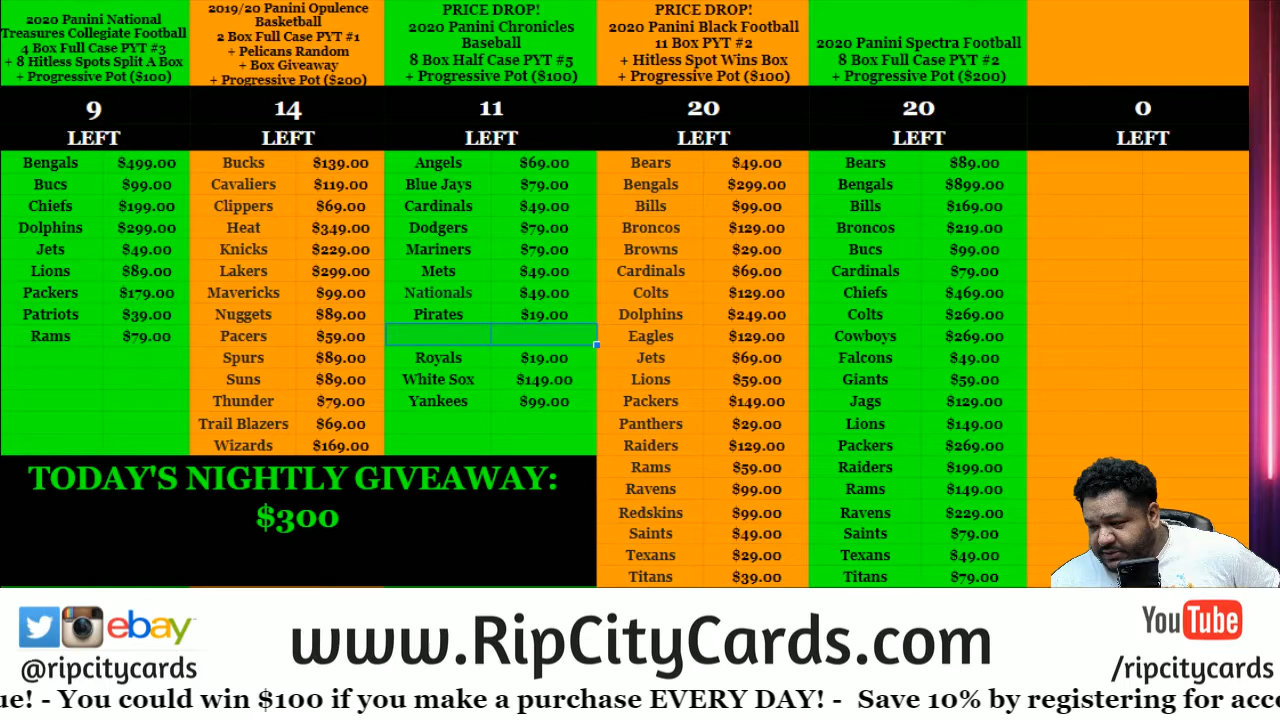 2020 Panini National
Treasures Collegiate Football
4 Box Full Case PYT #3
+ 8 Hitless Spots Split A Box
+ Progressive Pot ($100)
9
LEFT
Bengals $499.00
Bucs $99.00
Chiefs $199.00
Dolphins $299.00
Jets $49.00
Lions $89.00
Packers $179.00
Patriots $39.00
Rams $79.00
2019/20 Panini Opulence
Basketball
2 Box Full Case PYT #1
+ Pelicans Random
+ Box Giveaway
+ Progressive Pot ($200)
14
LEFT
Bucks $139.00
Cavaliers $119.00
Clippers $69.00
Heat $349.00
Knicks $229.00
Lakers $299.00
Mavericks $99.00
Nuggets $89.00
Pacers $59.00
Spurs $89.00
Suns $89.00
Thunder $79.00
Trail Blazers $69.00
Wizards $169.00
PRICE DROP!
2020 Panini Chronicles
Baseball
8 Box Half Case PYT #5
+ Progressive Pot ($100)
11
LEFT
Angels $69.00
Blue Jays $79.00
Cardinals $49.00
Dodgers $79.00
Mariners $79.00
Mets $49.00
Nationals $49.00
Pirates $19.00
Royals $19.00
White Sox $149.00
Yankees $99.00
PRICE DROP!
2020 Panini Black Football
11 Box PYT #2
+ Hitless Spot Wins Box
+ Progressive Pot ($100)
20
LEFT
Bears $49.00
Bengals $299.00
Bills $99.00
Broncos $129.00
Browns $29.00
Cardinals $69.00
Colts $129.00
Dolphins $249.00
Eagles $129.00
Jets $69.00
Lions $59.00
Packers $149.00
Panthers $29.00
Raiders $129.00
Rams $59.00
Ravens $99.00
Redskins $99.00
Saints $49.00
Texans $29.00
Titans $39.00
2020 Panini Spectra Football
8 Box Full Case PYT #2
+ Progressive Pot ($200)
20
LEFT
Bears $89.00
Bengals $899.00
Bills $169.00
Broncos $219.00
Bucs $99.00
Cardinals $79.00
Chiefs $469.00
Colts $269.00
Cowboys $269.00
Falcons $49.00
Giants $59.00
Jags $129.00
Lions $149.00
Packers $269.00
Raiders $199.00
Rams $149.00
Ravens $229.00
Saints $79.00
Texans $49.00
Titans $79.00
0
LEFT
TODAY'S NIGHTLY GIVEAWAY:
$300
ebay
@ripcitycards
www.RipCityCards.com
YouTube
/ripcitycards
ue! - You could win $100 if you make a purchase EVERY DAY! - Save 10% by registering for acco